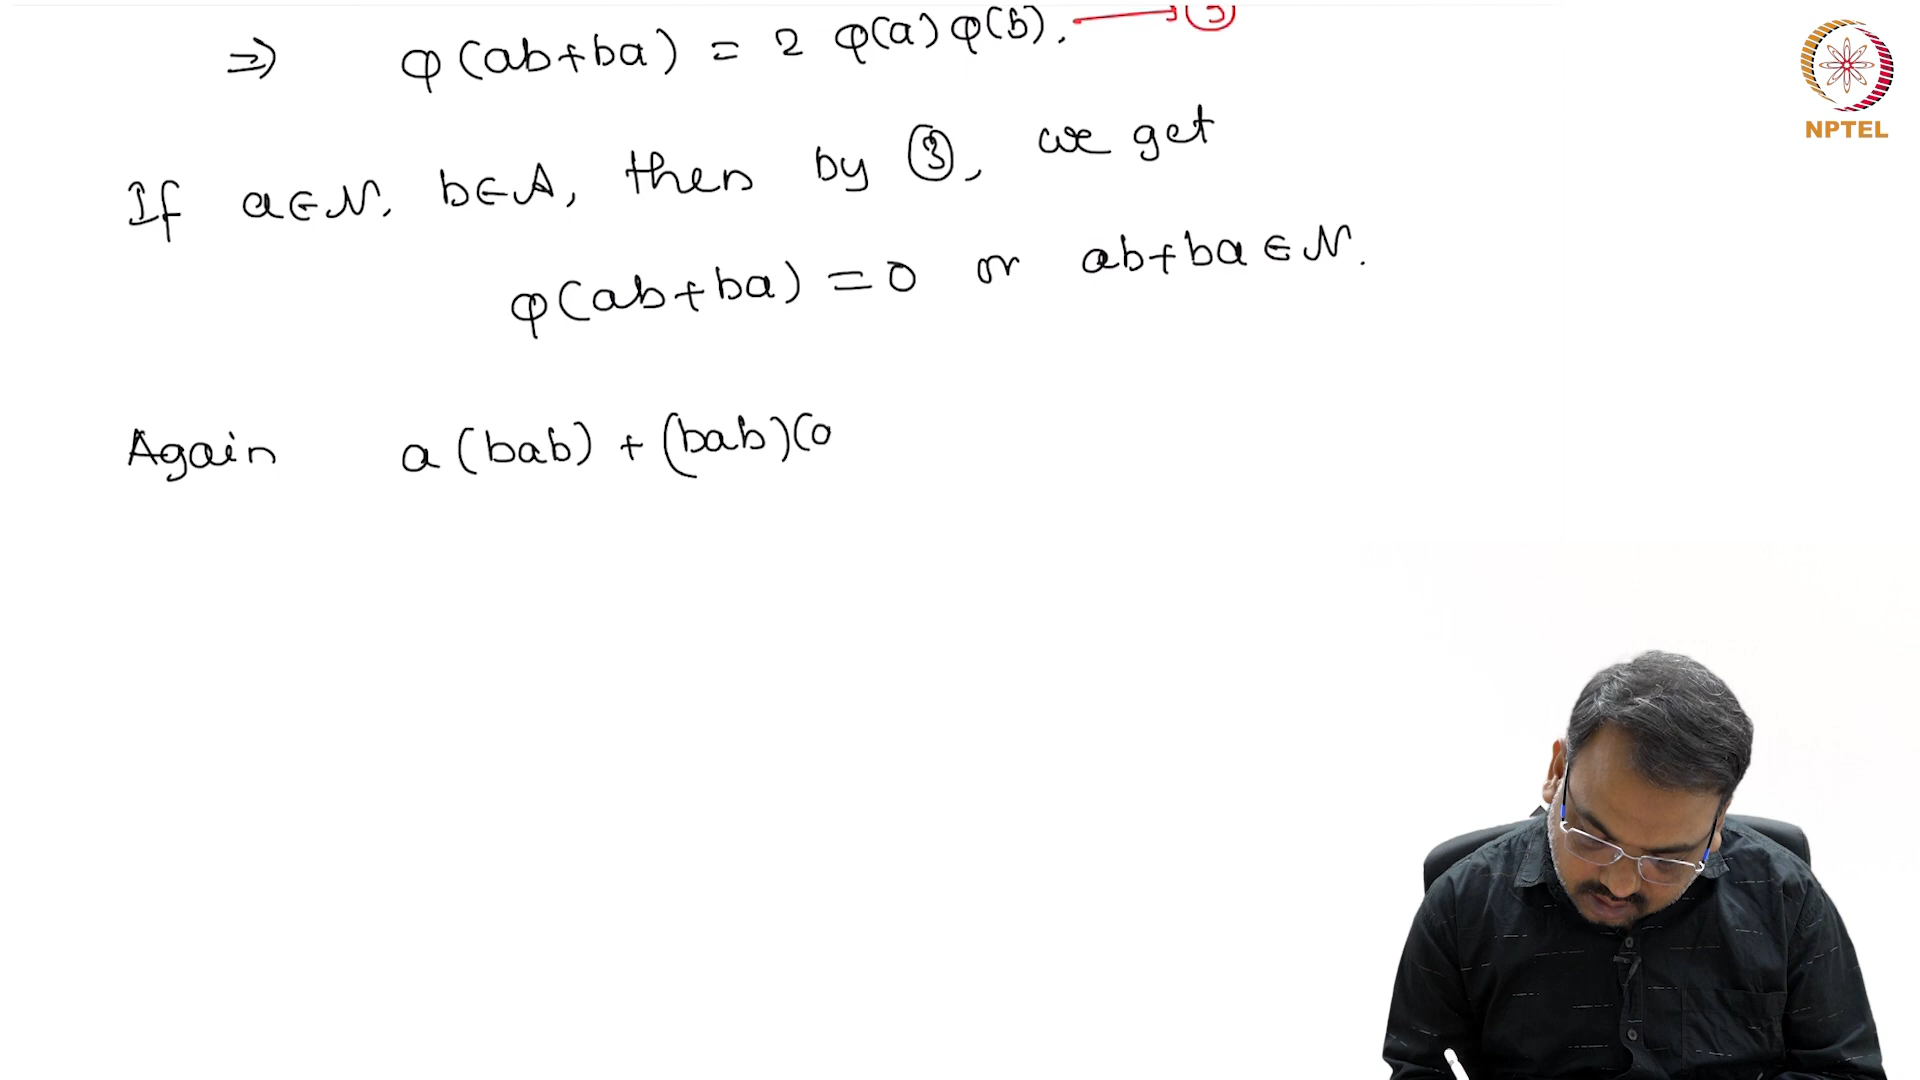 ⇒ φ(ab+ba) = 2 φ(a) φ(b). → ③
NPTEL
If a∈N, b∈A, then by ③, we get
φ(ab+ba) = 0 or ab+ba ∈ N.
Again a(bab) + (bab)(a